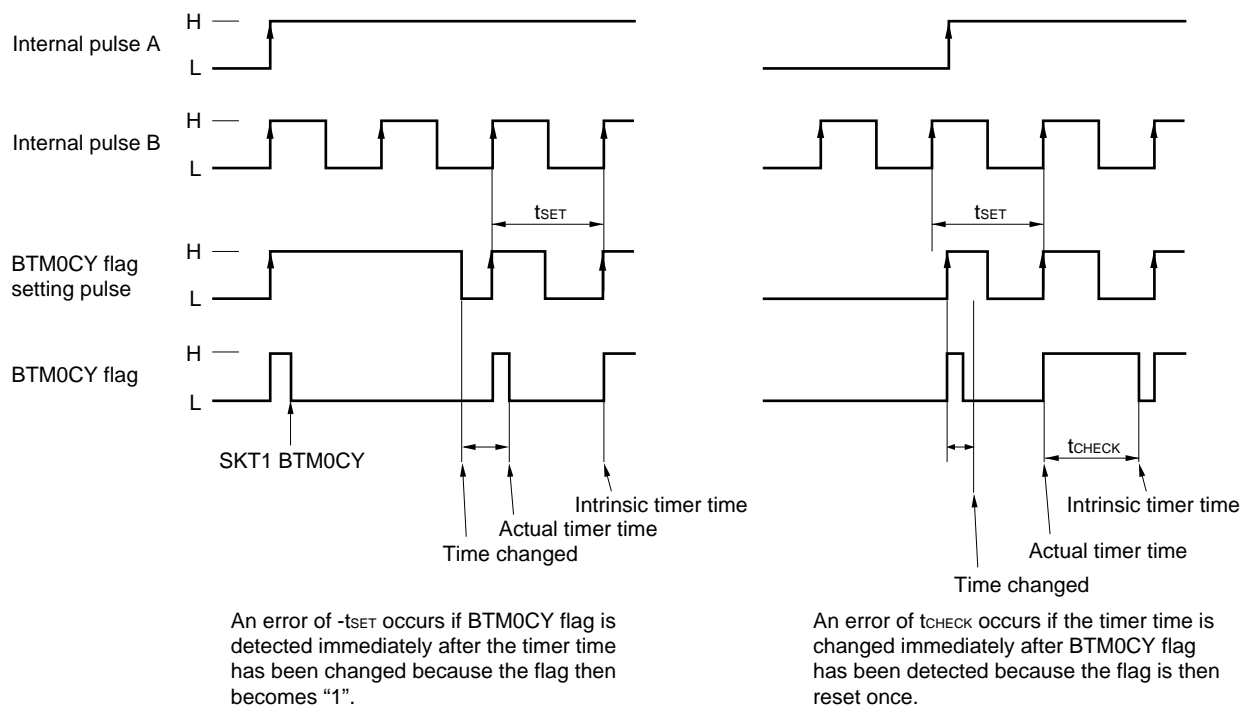 H
Internal pulse A
L
H
Internal pulse B
L
tSET
H
BTM0CY flag
setting pulse
L
H
BTM0CY flag
L
SKT1 BTM0CY
Intrinsic timer time
Actual timer time
Time changed
An error of -tSET occurs if BTM0CY flag is
detected immediately after the timer time
has been changed because the flag then
becomes “1”.
tSET
tCHECK
Intrinsic timer time
Actual timer time
Time changed
An error of tCHECK occurs if the timer time is
changed immediately after BTM0CY flag
has been detected because the flag is then
reset once.